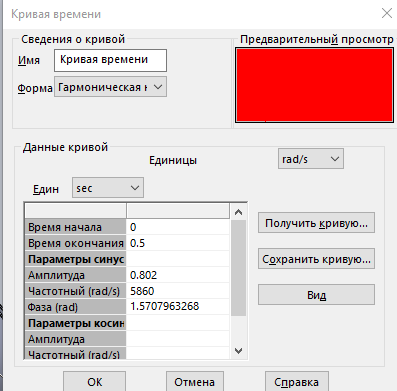 Кривая времени
Сведения о кривой
Предварительный просмотр
Имя Кривая времени
Форма Гармоническая
Данные кривой
Единицы rad/s
Един sec
Время начала 0
Время окончания 0.5
Параметры синус
Амплитуда 0.802
Частотный (rad/s) 5860
Фаза (rad) 1.5707963268
Параметры косин
Амплитуда
Частотный (rad/s)
Получить кривую...
Сохранить кривую...
Вид
ОК Отмена Справка